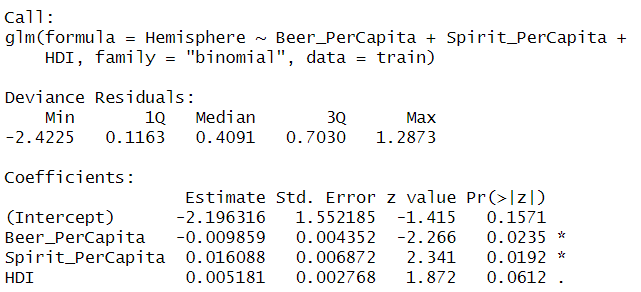 Call:
glm(formula = Hemisphere ~ Beer_PerCapita + Spirit_PerCapita +
    HDI, family = "binomial", data = train)
Deviance Residuals:
    Min       1Q   Median       3Q      Max
-2.4225   0.1163   0.4091   0.7030   1.2873
Coefficients:
                  Estimate Std. Error z value Pr(>|z|)
(Intercept)      -2.196316   1.552185  -1.415   0.1571
Beer_PerCapita   -0.009859   0.004352  -2.266   0.0235 *
Spirit_PerCapita  0.016088   0.006872   2.341   0.0192 *
HDI               0.005181   0.002768   1.872   0.0612 .